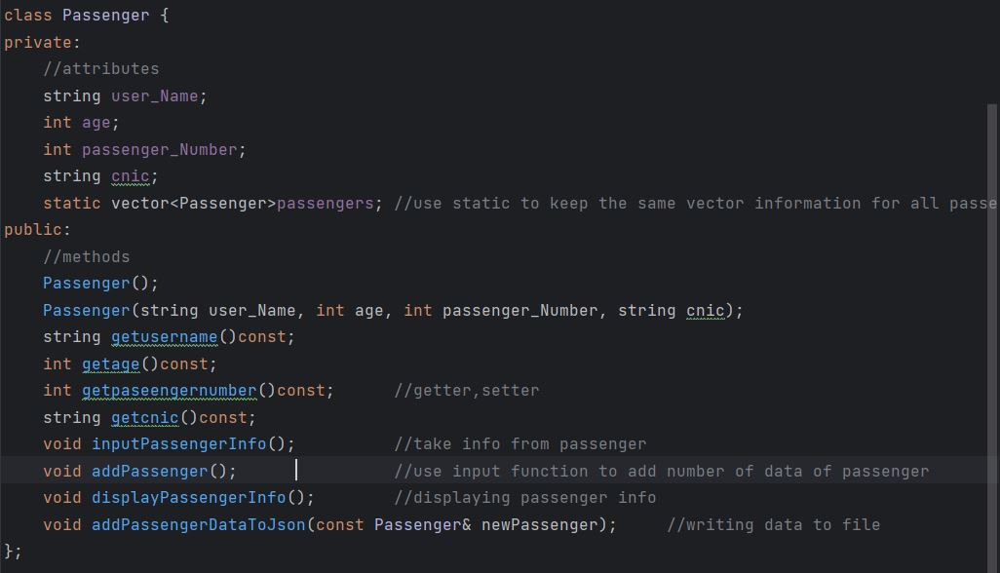 class Passenger {
private:
    //attributes
    string user_Name;
    int age;
    int passenger_Number;
    string cnic;
    static vector<Passenger>passengers; //use static to keep the same vector information for all
public:
    //methods
    Passenger();
    Passenger(string user_Name, int age, int passenger_Number, string cnic);
    string getusername()const;
    int getage()const;
    int getpaseengernumber()const;      //getter,setter
    string getcnic()const;
    void inputPassengerInfo();          //take info from passenger
    void addPassenger();                //use input function to add number of data of passenger
    void displayPassengerInfo();        //displaying passenger info
    void addPassengerDataToJson(const Passenger& newPassenger);     //writing data to file
};